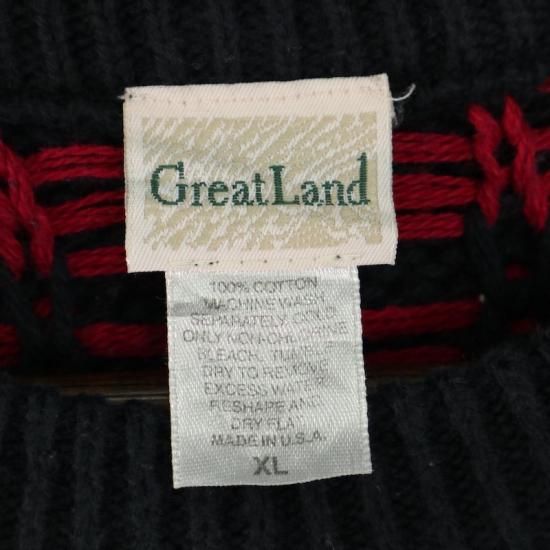 GreatLand
100% COTTON
MACHINE WASH
SEPARATELY. COLD.
ONLY NON-CHLORINE
BLEACH. TUMBLE
DRY TO REMOVE
EXCESS WATER.
RESHAPE AND
DRY FLAT
MADE IN U.S.A.
XL